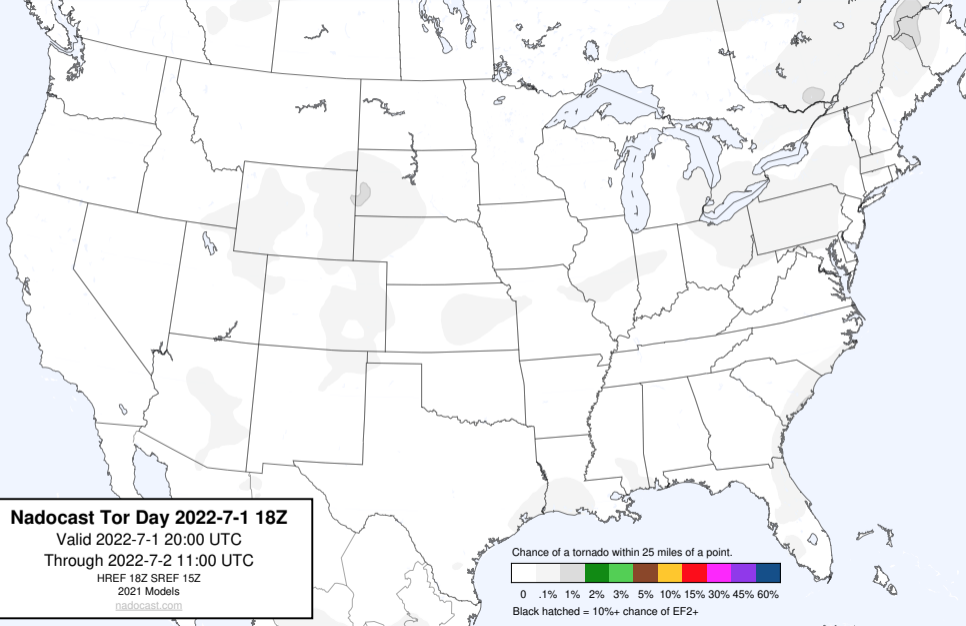 Nadocast Tor Day 2022-7-1 18Z
Valid 2022-7-1 20:00 UTC
Through 2022-7-2 11:00 UTC
HREF 18Z SREF 15Z
2021 Models
nadocast.com
Chance of a tornado within 25 miles of a point.
0 .1% 1% 2% 3% 5% 10% 15% 30% 45% 60%
Black hatched = 10%+ chance of EF2+